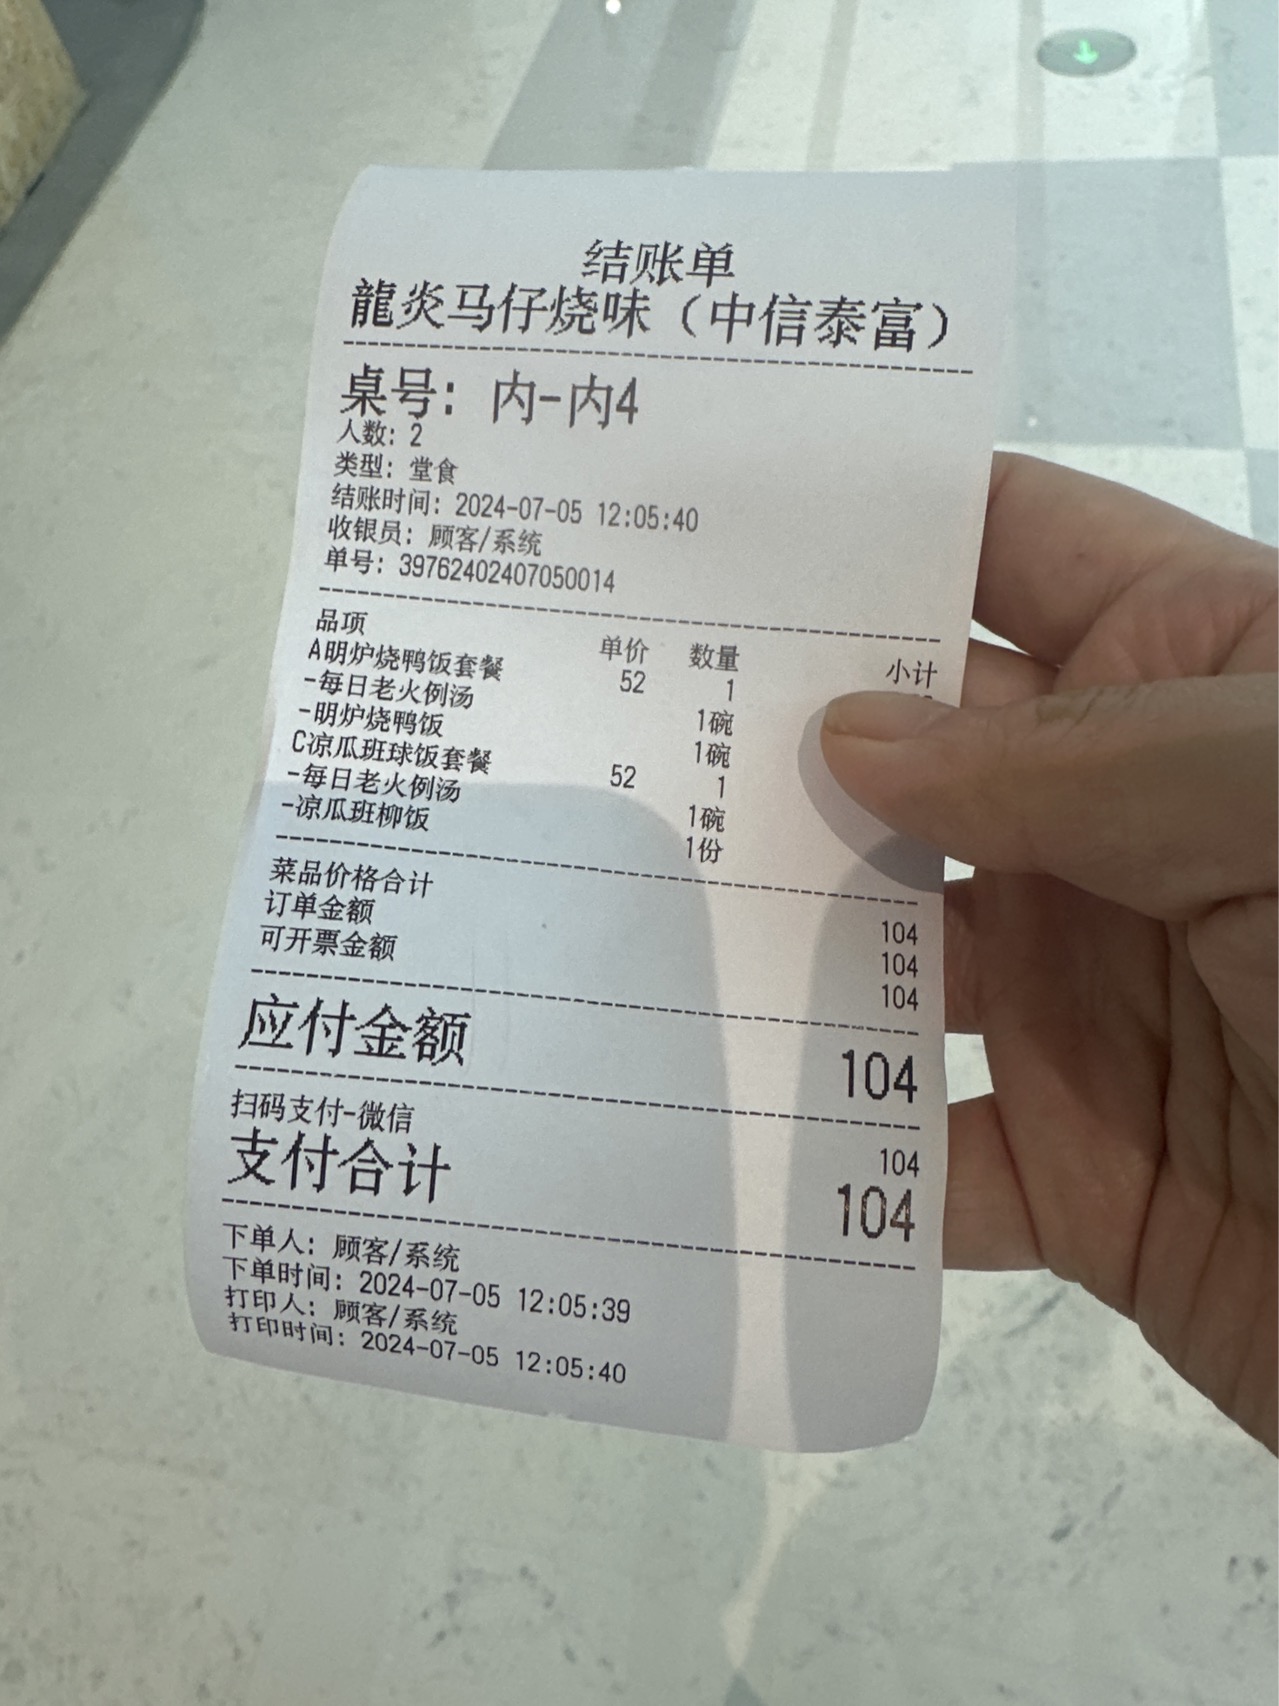 结账单
龍炎马仔烧味（中信泰富）
桌号：内-内4
人数：2
类型：堂食
结账时间：2024-07-05 12:05:40
收银员：顾客/系统
单号：39762402407050014
品项 单价 数量 小计
A明炉烧鸭饭套餐 52 1
-每日老火例汤 1碗
-明炉烧鸭饭 1碗
C凉瓜班球饭套餐 52 1
-每日老火例汤 1碗
-凉瓜班柳饭 1份
菜品价格合计 104
订单金额 104
可开票金额 104
应付金额 104
扫码支付-微信 104
支付合计 104
下单人：顾客/系统
下单时间：2024-07-05 12:05:39
打印人：顾客/系统
打印时间：2024-07-05 12:05:40